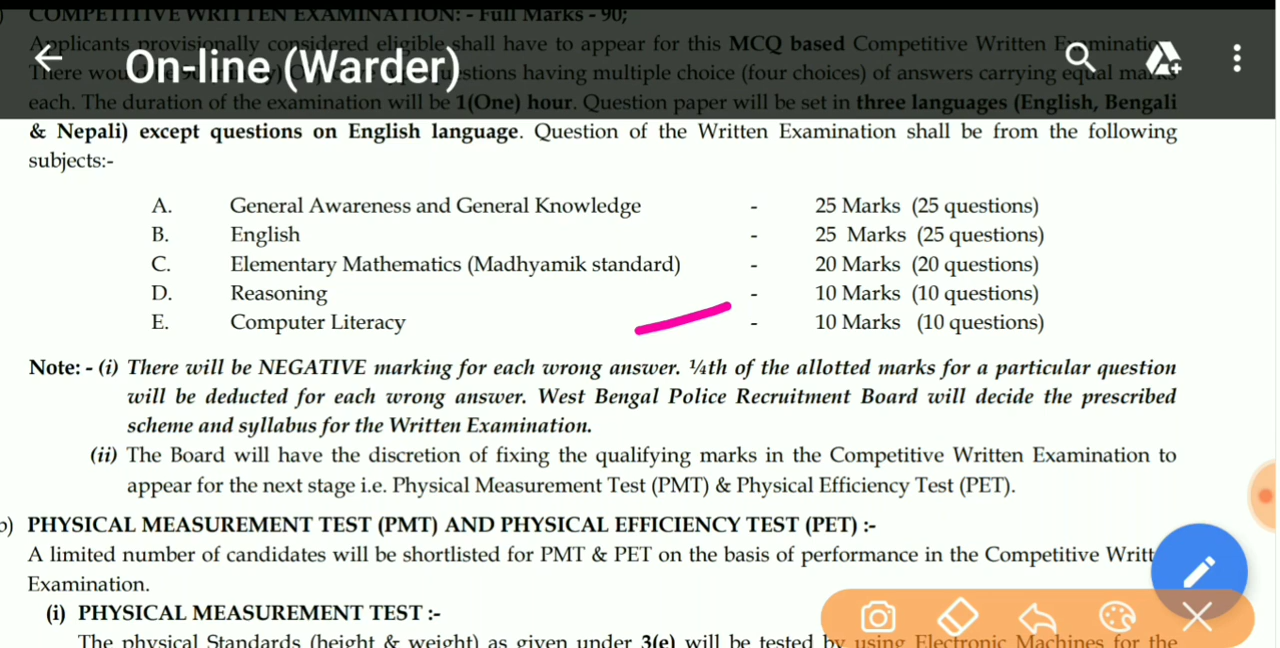 COMPETITIVE WRITTEN EXAMINATION: - Full Marks - 90;
Applicants provisionally considered eligible shall have to appear for this MCQ based Competitive Written
On-line (Warder)
stions having multiple choice (four choices) of answers carrying equal marks
each. The duration of the examination will be 1(One) hour. Question paper will be set in three languages (English, Bengali
& Nepali) except questions on English language. Question of the Written Examination shall be from the following
subjects:-
A. General Awareness and General Knowledge - 25 Marks (25 questions)
B. English - 25 Marks (25 questions)
C. Elementary Mathematics (Madhyamik standard) - 20 Marks (20 questions)
D. Reasoning - 10 Marks (10 questions)
E. Computer Literacy - 10 Marks (10 questions)
Note: - (i) There will be NEGATIVE marking for each wrong answer. ¼th of the allotted marks for a particular question
will be deducted for each wrong answer. West Bengal Police Recruitment Board will decide the prescribed
scheme and syllabus for the Written Examination.
(ii) The Board will have the discretion of fixing the qualifying marks in the Competitive Written Examination to
appear for the next stage i.e. Physical Measurement Test (PMT) & Physical Efficiency Test (PET).
PHYSICAL MEASUREMENT TEST (PMT) AND PHYSICAL EFFICIENCY TEST (PET) :-
A limited number of candidates will be shortlisted for PMT & PET on the basis of performance in the Competitive Writt
Examination.
(i) PHYSICAL MEASUREMENT TEST :-
The physical Standards (height & weight) as given under 3(e) will be tested by using Electronic Machines for the